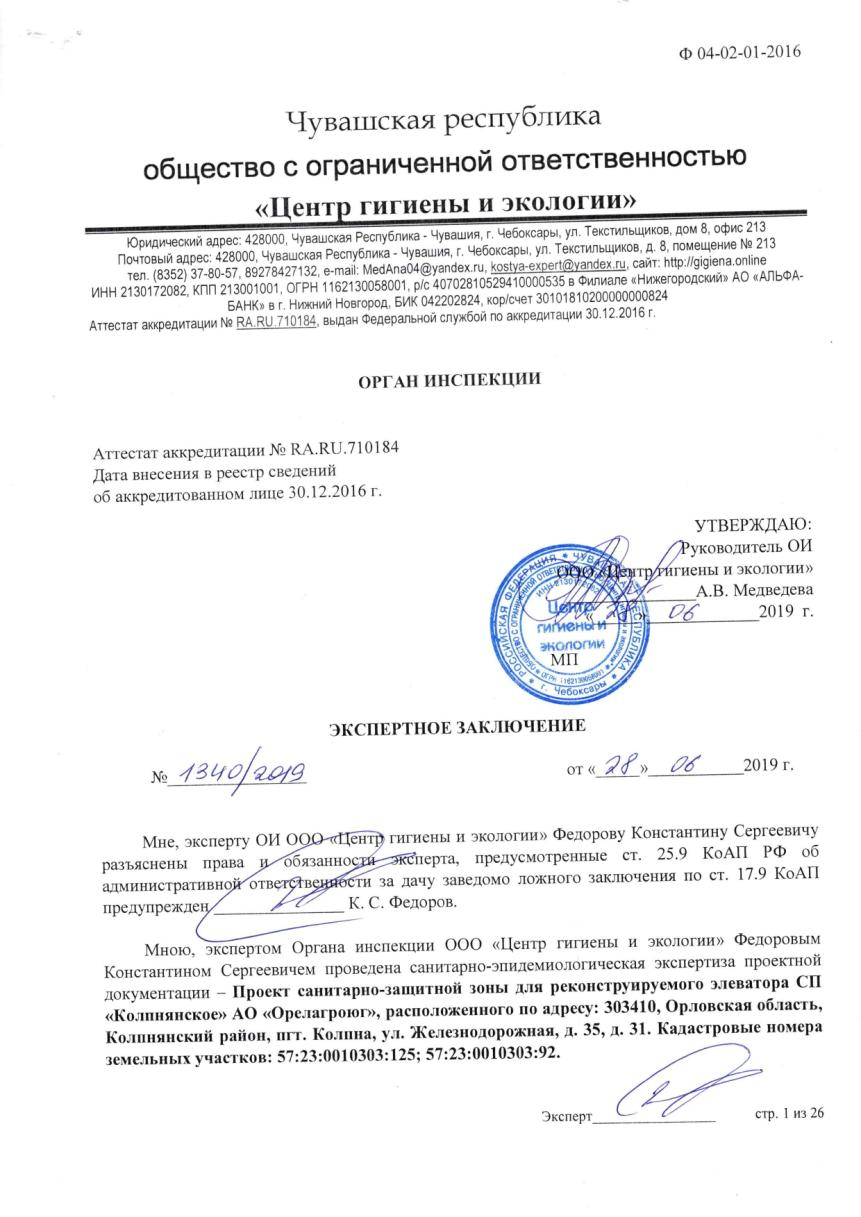 Ф 04-02-01-2016
Чувашская республика
общество с ограниченной ответственностью
«Центр гигиены и экологии»
Юридический адрес: 428000, Чувашская Республика - Чувашия, г. Чебоксары, ул. Текстильщиков, дом 8, офис 213
Почтовый адрес: 428000, Чувашская Республика - Чувашия, г. Чебоксары, ул. Текстильщиков, д. 8, помещение № 213
тел. (8352) 37-80-57, 89278427132, e-mail: MedAna04@yandex.ru, kostya-expert@yandex.ru, сайт: http://gigiena.online
ИНН 2130172082, КПП 213001001, ОГРН 1162130058001, р/с 40702810529410000535 в Филиале «Нижегородский» АО «АЛЬФА-
БАНК» в г. Нижний Новгород, БИК 042202824, кор/счет 30101810200000000824
Аттестат аккредитации № RA.RU.710184, выдан Федеральной службой по аккредитации 30.12.2016 г.
ОРГАН ИНСПЕКЦИИ
Аттестат аккредитации № RA.RU.710184
Дата внесения в реестр сведений
об аккредитованном лице 30.12.2016 г.
УТВЕРЖДАЮ:
Руководитель ОИ
ООО «Центр гигиены и экологии»
А.В. Медведева
«28» 06 2019 г.
РОССИЙСКАЯ ФЕДЕРАЦИЯ * ЧУВАШСКАЯ РЕСПУБЛИКА * г. Чебоксары *
ОГРН 1162130058001
Центр
гигиены и
экологии
МП
ЭКСПЕРТНОЕ ЗАКЛЮЧЕНИЕ
№ 1340/2019 от «28» 06 2019 г.
Мне, эксперту ОИ ООО «Центр гигиены и экологии» Федорову Константину Сергеевичу
разъяснены права и обязанности эксперта, предусмотренные ст. 25.9 КоАП РФ об
административной ответственности за дачу заведомо ложного заключения по ст. 17.9 КоАП
предупрежден ________________ К. С. Федоров.
Мною, экспертом Органа инспекции ООО «Центр гигиены и экологии» Федоровым
Константином Сергеевичем проведена санитарно-эпидемиологическая экспертиза проектной
документации – Проект санитарно-защитной зоны для реконструируемого элеватора СП
«Колпнянское» АО «Орелагроюг», расположенного по адресу: 303410, Орловская область,
Колпнянский район, пгт. Колпна, ул. Железнодорожная, д. 35, д. 31. Кадастровые номера
земельных участков: 57:23:0010303:125; 57:23:0010303:92.
Эксперт________________ стр. 1 из 26